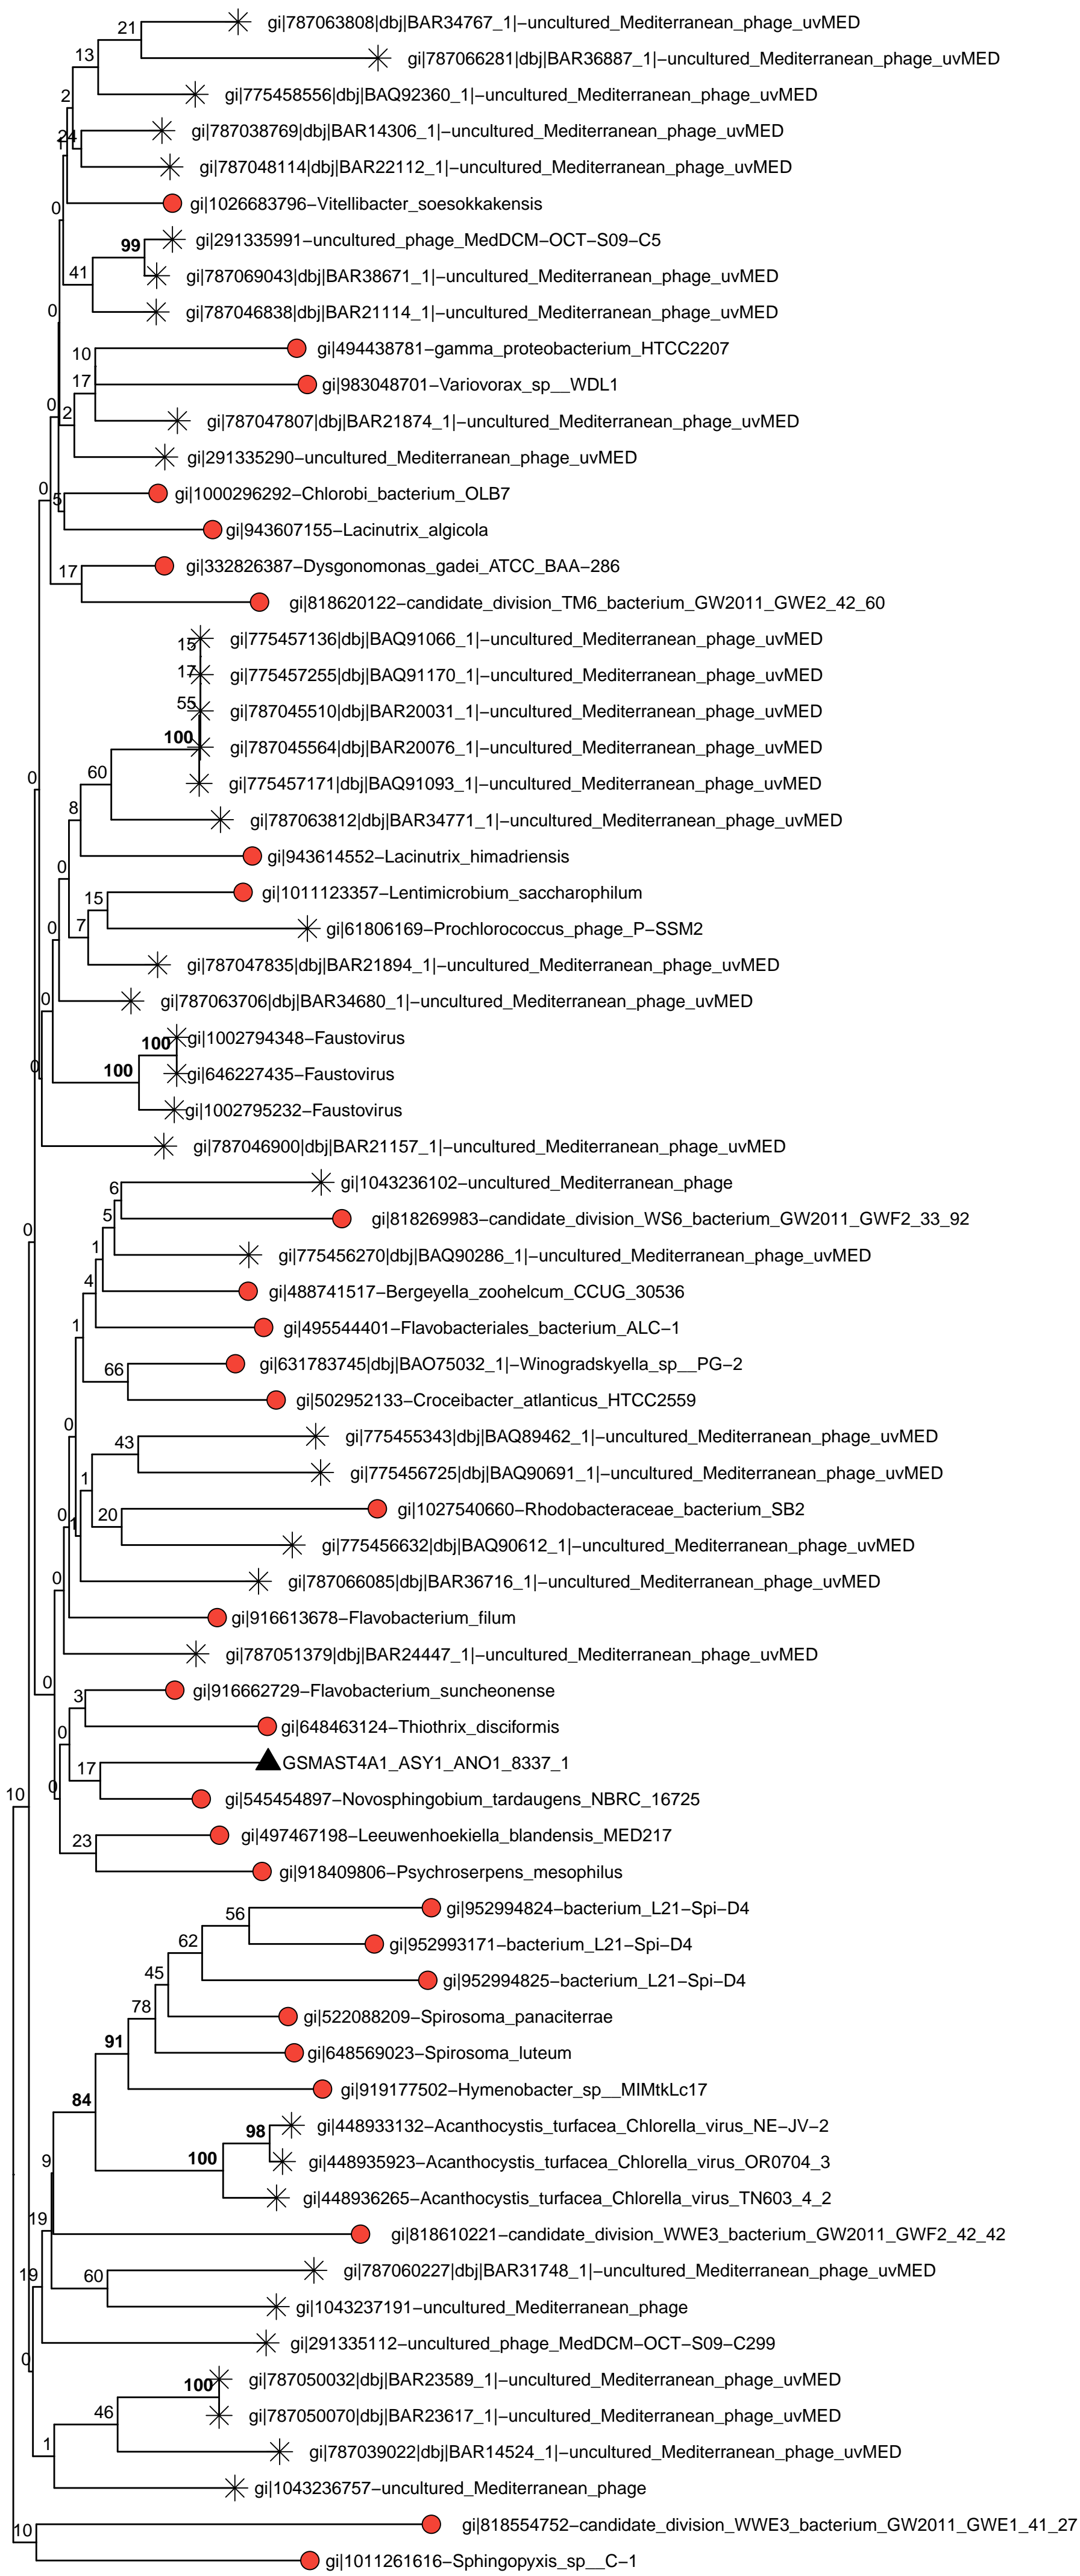 21
gi|787063808|dbj|BAR34767_1|−uncultured_Mediterranean_phage_uvMED
13
gi|787066281|dbj|BAR36887_1|−uncultured_Mediterranean_phage_uvMED
2
gi|775458556|dbj|BAQ92360_1|−uncultured_Mediterranean_phage_uvMED
24
gi|787038769|dbj|BAR14306_1|−uncultured_Mediterranean_phage_uvMED
gi|787048114|dbj|BAR22112_1|−uncultured_Mediterranean_phage_uvMED
0
gi|1026683796−Vitellibacter_soesokkakensis
99
gi|291335991−uncultured_phage_MedDCM−OCT−S09−C5
41
gi|787069043|dbj|BAR38671_1|−uncultured_Mediterranean_phage_uvMED
0
gi|787046838|dbj|BAR21114_1|−uncultured_Mediterranean_phage_uvMED
10
gi|494438781−gamma_proteobacterium_HTCC2207
17
gi|983048701−Variovorax_sp__WDL1
0
2
gi|787047807|dbj|BAR21874_1|−uncultured_Mediterranean_phage_uvMED
gi|291335290−uncultured_Mediterranean_phage_uvMED
0
5
gi|1000296292−Chlorobi_bacterium_OLB7
gi|943607155−Lacinutrix_algicola
17
gi|332826387−Dysgonomonas_gadei_ATCC_BAA−286
gi|818620122−candidate_division_TM6_bacterium_GW2011_GWE2_42_60
15
gi|775457136|dbj|BAQ91066_1|−uncultured_Mediterranean_phage_uvMED
17
gi|775457255|dbj|BAQ91170_1|−uncultured_Mediterranean_phage_uvMED
55
gi|787045510|dbj|BAR20031_1|−uncultured_Mediterranean_phage_uvMED
100
gi|787045564|dbj|BAR20076_1|−uncultured_Mediterranean_phage_uvMED
0
60
gi|775457171|dbj|BAQ91093_1|−uncultured_Mediterranean_phage_uvMED
8
gi|787063812|dbj|BAR34771_1|−uncultured_Mediterranean_phage_uvMED
0
gi|943614552−Lacinutrix_himadriensis
15
gi|1011123357−Lentimicrobium_saccharophilum
0
7
gi|61806169−Prochlorococcus_phage_P−SSM2
gi|787047835|dbj|BAR21894_1|−uncultured_Mediterranean_phage_uvMED
0
gi|787063706|dbj|BAR34680_1|−uncultured_Mediterranean_phage_uvMED
100
gi|1002794348−Faustovirus
0
100
gi|646227435−Faustovirus
gi|1002795232−Faustovirus
gi|787046900|dbj|BAR21157_1|−uncultured_Mediterranean_phage_uvMED
6
gi|1043236102−uncultured_Mediterranean_phage
0
5
gi|818269983−candidate_division_WS6_bacterium_GW2011_GWF2_33_92
1
gi|775456270|dbj|BAQ90286_1|−uncultured_Mediterranean_phage_uvMED
4
gi|488741517−Bergeyella_zoohelcum_CCUG_30536
1
gi|495544401−Flavobacteriales_bacterium_ALC−1
66
gi|631783745|dbj|BAO75032_1|−Winogradskyella_sp__PG−2
gi|502952133−Croceibacter_atlanticus_HTCC2559
0
43
gi|775455343|dbj|BAQ89462_1|−uncultured_Mediterranean_phage_uvMED
1
gi|775456725|dbj|BAQ90691_1|−uncultured_Mediterranean_phage_uvMED
0
1
20
gi|1027540660−Rhodobacteraceae_bacterium_SB2
gi|775456632|dbj|BAQ90612_1|−uncultured_Mediterranean_phage_uvMED
0
gi|787066085|dbj|BAR36716_1|−uncultured_Mediterranean_phage_uvMED
gi|916613678−Flavobacterium_filum
gi|787051379|dbj|BAR24447_1|−uncultured_Mediterranean_phage_uvMED
0
3
gi|916662729−Flavobacterium_suncheonense
0
gi|648463124−Thiothrix_disciformis
17
GSMAST4A1_ASY1_ANO1_8337_1
10
0
gi|545454897−Novosphingobium_tardaugens_NBRC_16725
23
gi|497467198−Leeuwenhoekiella_blandensis_MED217
gi|918409806−Psychroserpens_mesophilus
56
gi|952994824−bacterium_L21−Spi−D4
62
gi|952993171−bacterium_L21−Spi−D4
45
gi|952994825−bacterium_L21−Spi−D4
78
gi|522088209−Spirosoma_panaciterrae
91
gi|648569023−Spirosoma_luteum
84
gi|919177502−Hymenobacter_sp__MIMtkLc17
98
gi|448933132−Acanthocystis_turfacea_Chlorella_virus_NE−JV−2
9
100
gi|448935923−Acanthocystis_turfacea_Chlorella_virus_OR0704_3
gi|448936265−Acanthocystis_turfacea_Chlorella_virus_TN603_4_2
19
gi|818610221−candidate_division_WWE3_bacterium_GW2011_GWF2_42_42
19
60
gi|787060227|dbj|BAR31748_1|−uncultured_Mediterranean_phage_uvMED
gi|1043237191−uncultured_Mediterranean_phage
0
gi|291335112−uncultured_phage_MedDCM−OCT−S09−C299
100
gi|787050032|dbj|BAR23589_1|−uncultured_Mediterranean_phage_uvMED
46
gi|787050070|dbj|BAR23617_1|−uncultured_Mediterranean_phage_uvMED
1
gi|787039022|dbj|BAR14524_1|−uncultured_Mediterranean_phage_uvMED
gi|1043236757−uncultured_Mediterranean_phage
10
gi|818554752−candidate_division_WWE3_bacterium_GW2011_GWE1_41_27
gi|1011261616−Sphingopyxis_sp__C−1